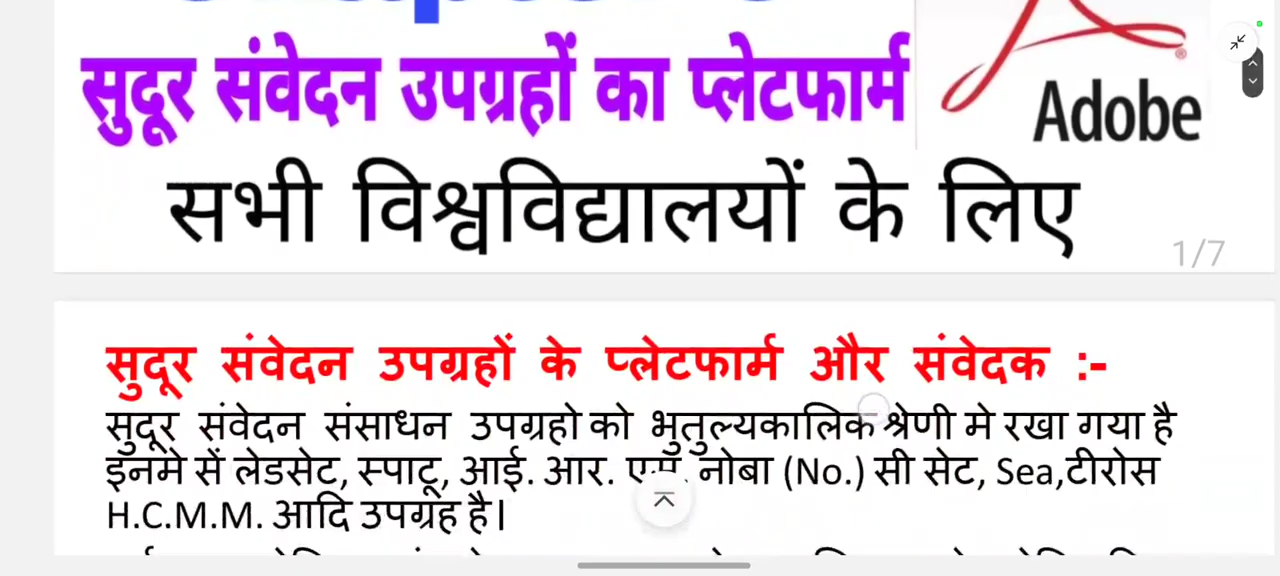 सुदूर संवेदन उपग्रहों का प्लेटफार्म
Adobe
सभी विश्वविद्यालयों के लिए
1/7
सुदूर संवेदन उपग्रहों के प्लेटफार्म और संवेदक :-
सुदूर संवेदन संसाधन उपग्रहो को भुतुल्यकालिक श्रेणी मे रखा गया है
इनमे सें लेडसेट, स्पाटू, आई. आर. एस. नोबा (No.) सी सेट, Sea,टीरोस
H.C.M.M. आदि उपग्रह है।